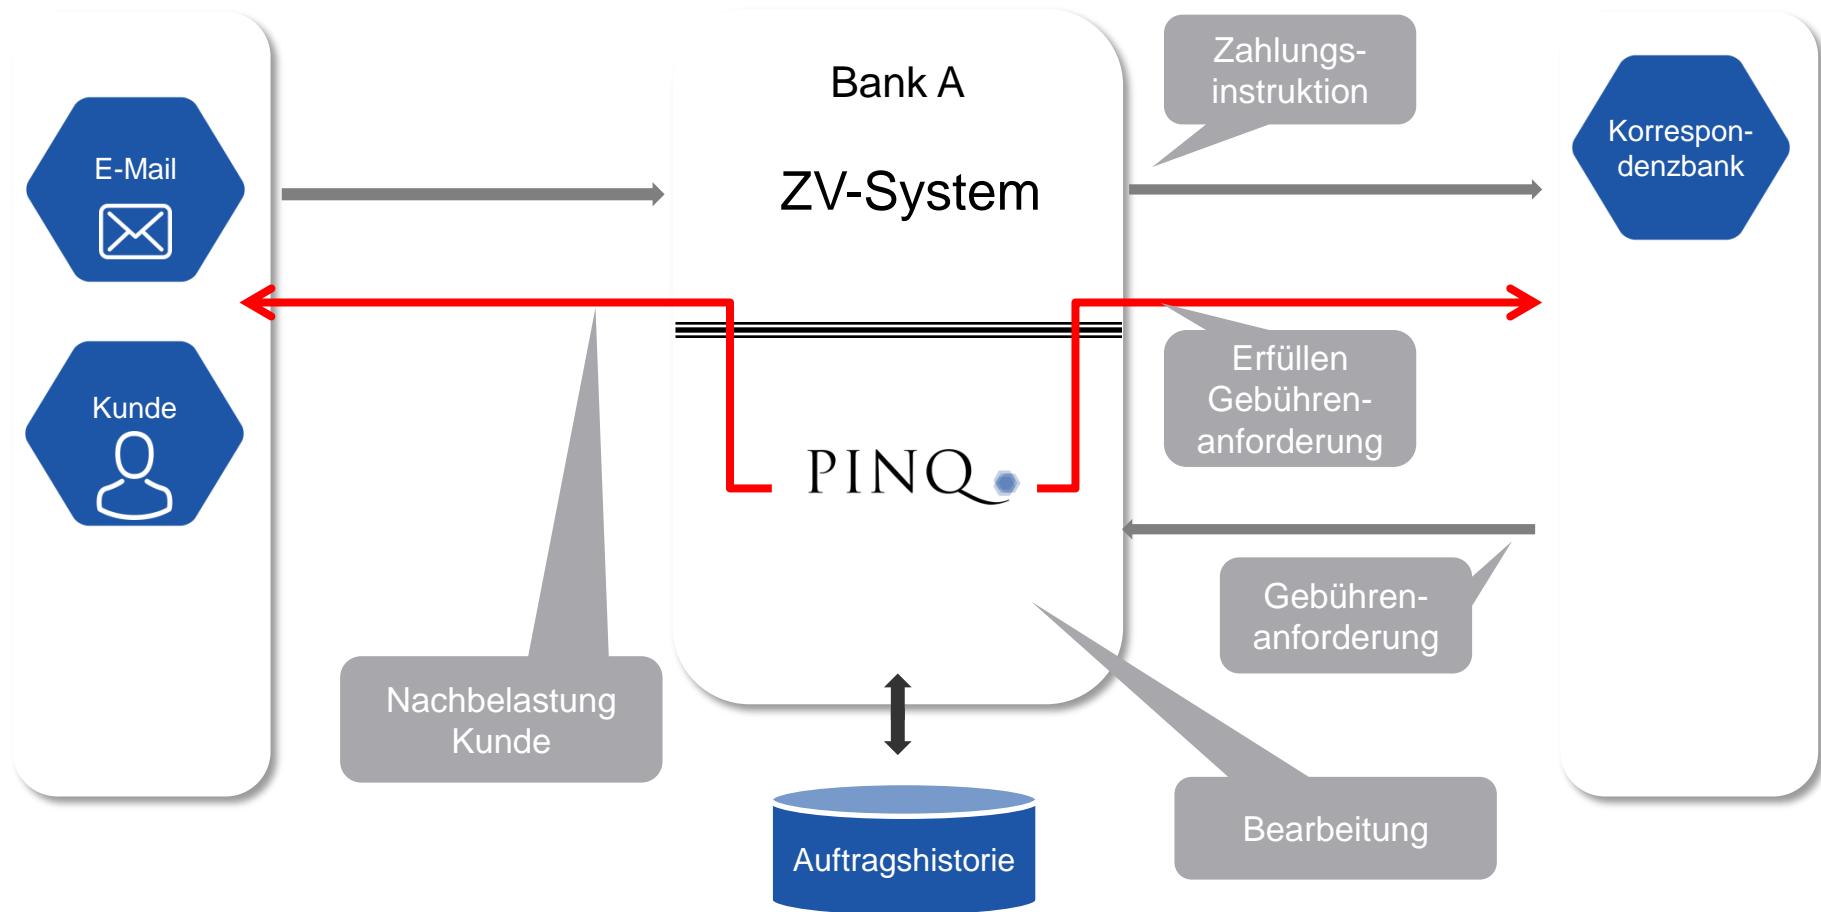 E-Mail
Kunde
Bank A
ZV-System
PINQ
Zahlungs-
instruktion
Korrespon-
denzbank
Erfüllen
Gebühren-
anforderung
Gebühren-
anforderung
Nachbelastung
Kunde
Bearbeitung
Auftragshistorie